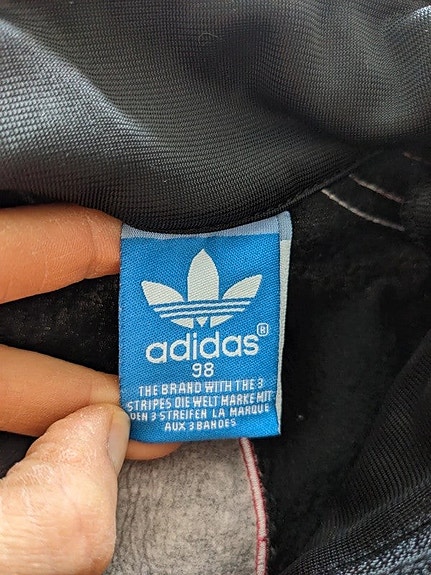 adidas®
98
THE BRAND WITH THE 3
STRIPES DIE WELT MARKE MIT
DEN 3 STREIFEN LA MARQUE
AUX 3 BANDES